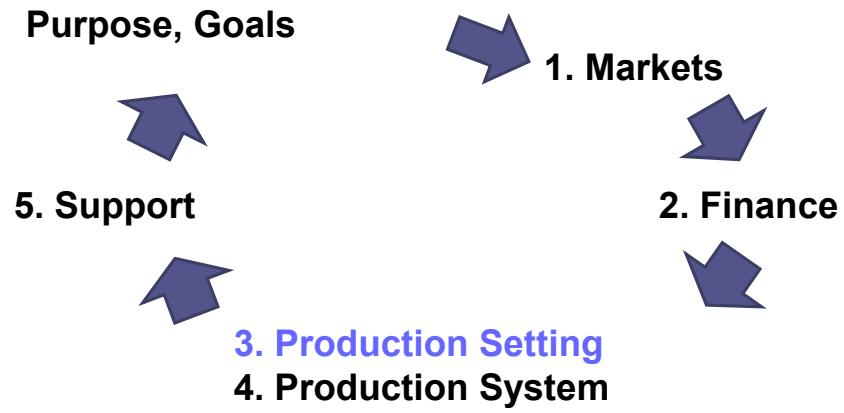 Purpose, Goals
1. Markets
2. Finance
3. Production Setting
4. Production System
5. Support